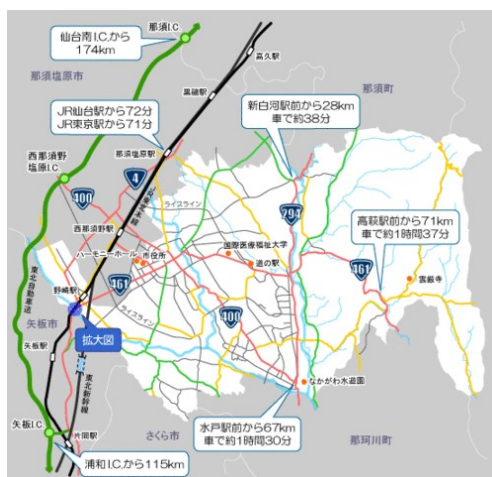 仙台南I.C.から
174km
那須I.C.
高久駅
那須塩原市
黒磯駅
那須町
JR仙台駅から72分
JR東京駅から71分
新白河駅前から28km
車で約38分
那須塩原駅
西那須野
塩原I.C.
4
400
JR東北本線
ライスライン
294
西那須野駅
高萩駅前から71km
車で約1時間37分
ハーモニーホール
市役所
国際医療福祉大学
道の駅
461
461
雲巌寺
東北自動車道
野崎駅
400
ライスライン
矢板市
拡大図
矢板駅
東北新幹線
なかがわ水遊園
矢板I.C.
片岡駅
さくら市
水戸駅前から67km
車で約1時間30分
那珂川町
浦和I.C.から115km